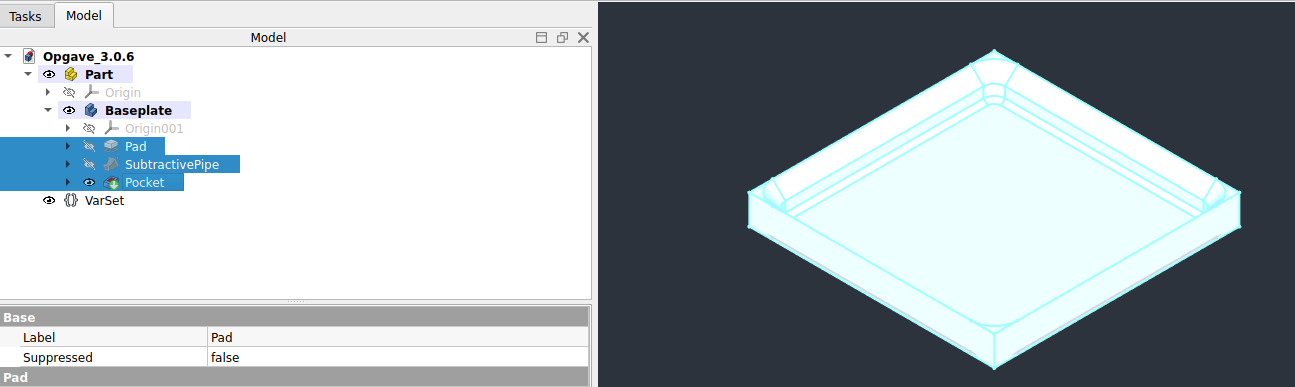 Tasks Model
Model
Opgave_3.0.6
Part
Origin
Baseplate
Origin001
Pad
SubtractivePipe
Pocket
VarSet
Base
Label Pad
Suppressed false
Pad